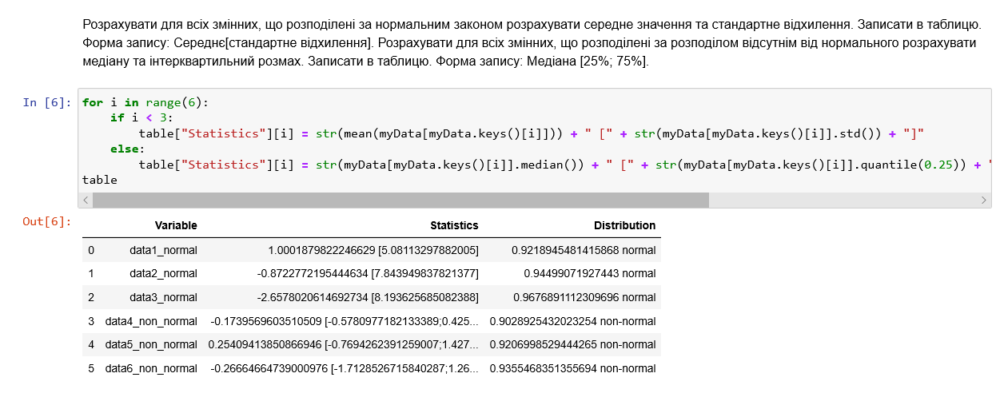 Розрахувати для всіх змінних, що розподілені за нормальним законом розрахувати середне значення та стандартне відхилення. Записати в таблицю.
Форма запису: Середнє[стандартне відхилення]. Розрахувати для всіх змінних, що розподілені за розподілом відсутнім від нормального розрахувати
медіану та інтерквартильний розмах. Записати в таблицю. Форма запису: Медіана [25%; 75%].
In [6]: for i in range(6):
if i < 3:
table["Statistics"][i] = str(mean(myData[myData.keys()[i]])) + " [" + str(myData[myData.keys()[i]].std()) + "]"
else:
table["Statistics"][i] = str(myData[myData.keys()[i]].median()) + " [" + str(myData[myData.keys()[i]].quantile(0.25)) + "
table
Out[6]:
Variable Statistics Distribution
0 data1_normal 1.0001879822246629 [5.08113297882005] 0.9218945481415868 normal
1 data2_normal -0.8722772195444634 [7.843949837821377] 0.94499071927443 normal
2 data3_normal -2.6578020614692734 [8.193625685082388] 0.9676891112309696 normal
3 data4_non_normal -0.1739569603510509 [-0.5780977182133389;0.425... 0.9028925432023254 non-normal
4 data5_non_normal 0.25409413850866946 [-0.7694262391259007;1.427... 0.9206998529444265 non-normal
5 data6_non_normal -0.26664664739000976 [-1.7128526715840287;1.26... 0.9355468351355694 non-normal